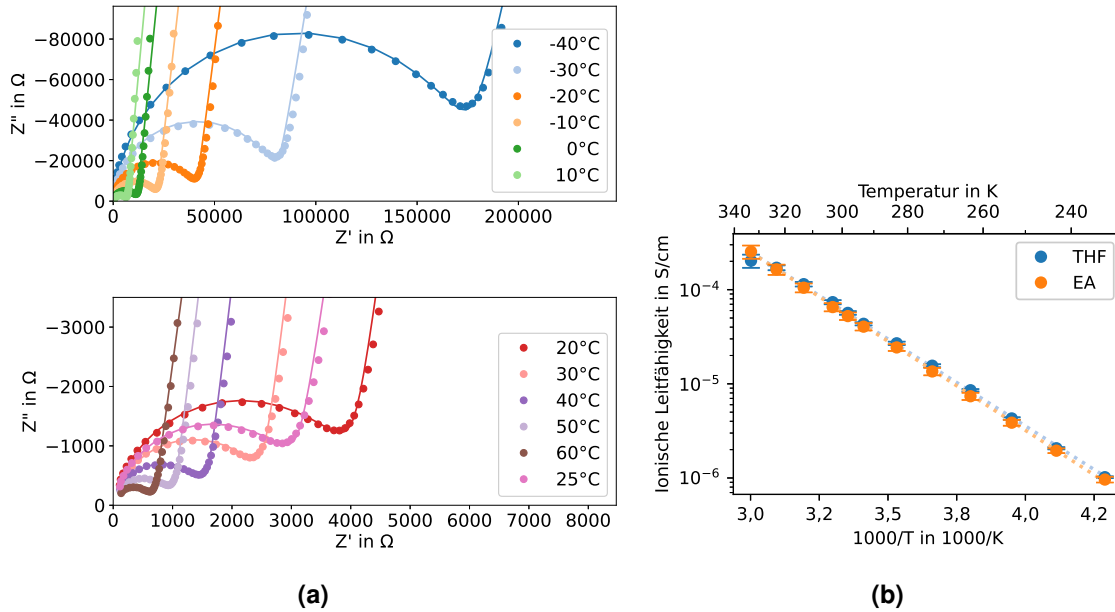 −80000
−60000
−40000
−20000
0
Z'' in Ω
-40°C
-30°C
-20°C
-10°C
0°C
10°C
0 50000 100000 150000 200000
Z' in Ω
−3000
−2000
−1000
0
Z'' in Ω
20°C
30°C
40°C
50°C
60°C
25°C
0 1000 2000 3000 4000 5000 6000 7000 8000
Z' in Ω
(a)
Temperatur in K
340 320 300 280 260 240
Ionische Leitfähigkeit in S/cm
10⁻⁴
10⁻⁵
10⁻⁶
THF
EA
3,0 3,2 3,5 3,8 4,0 4,2
1000/T in 1000/K
(b)